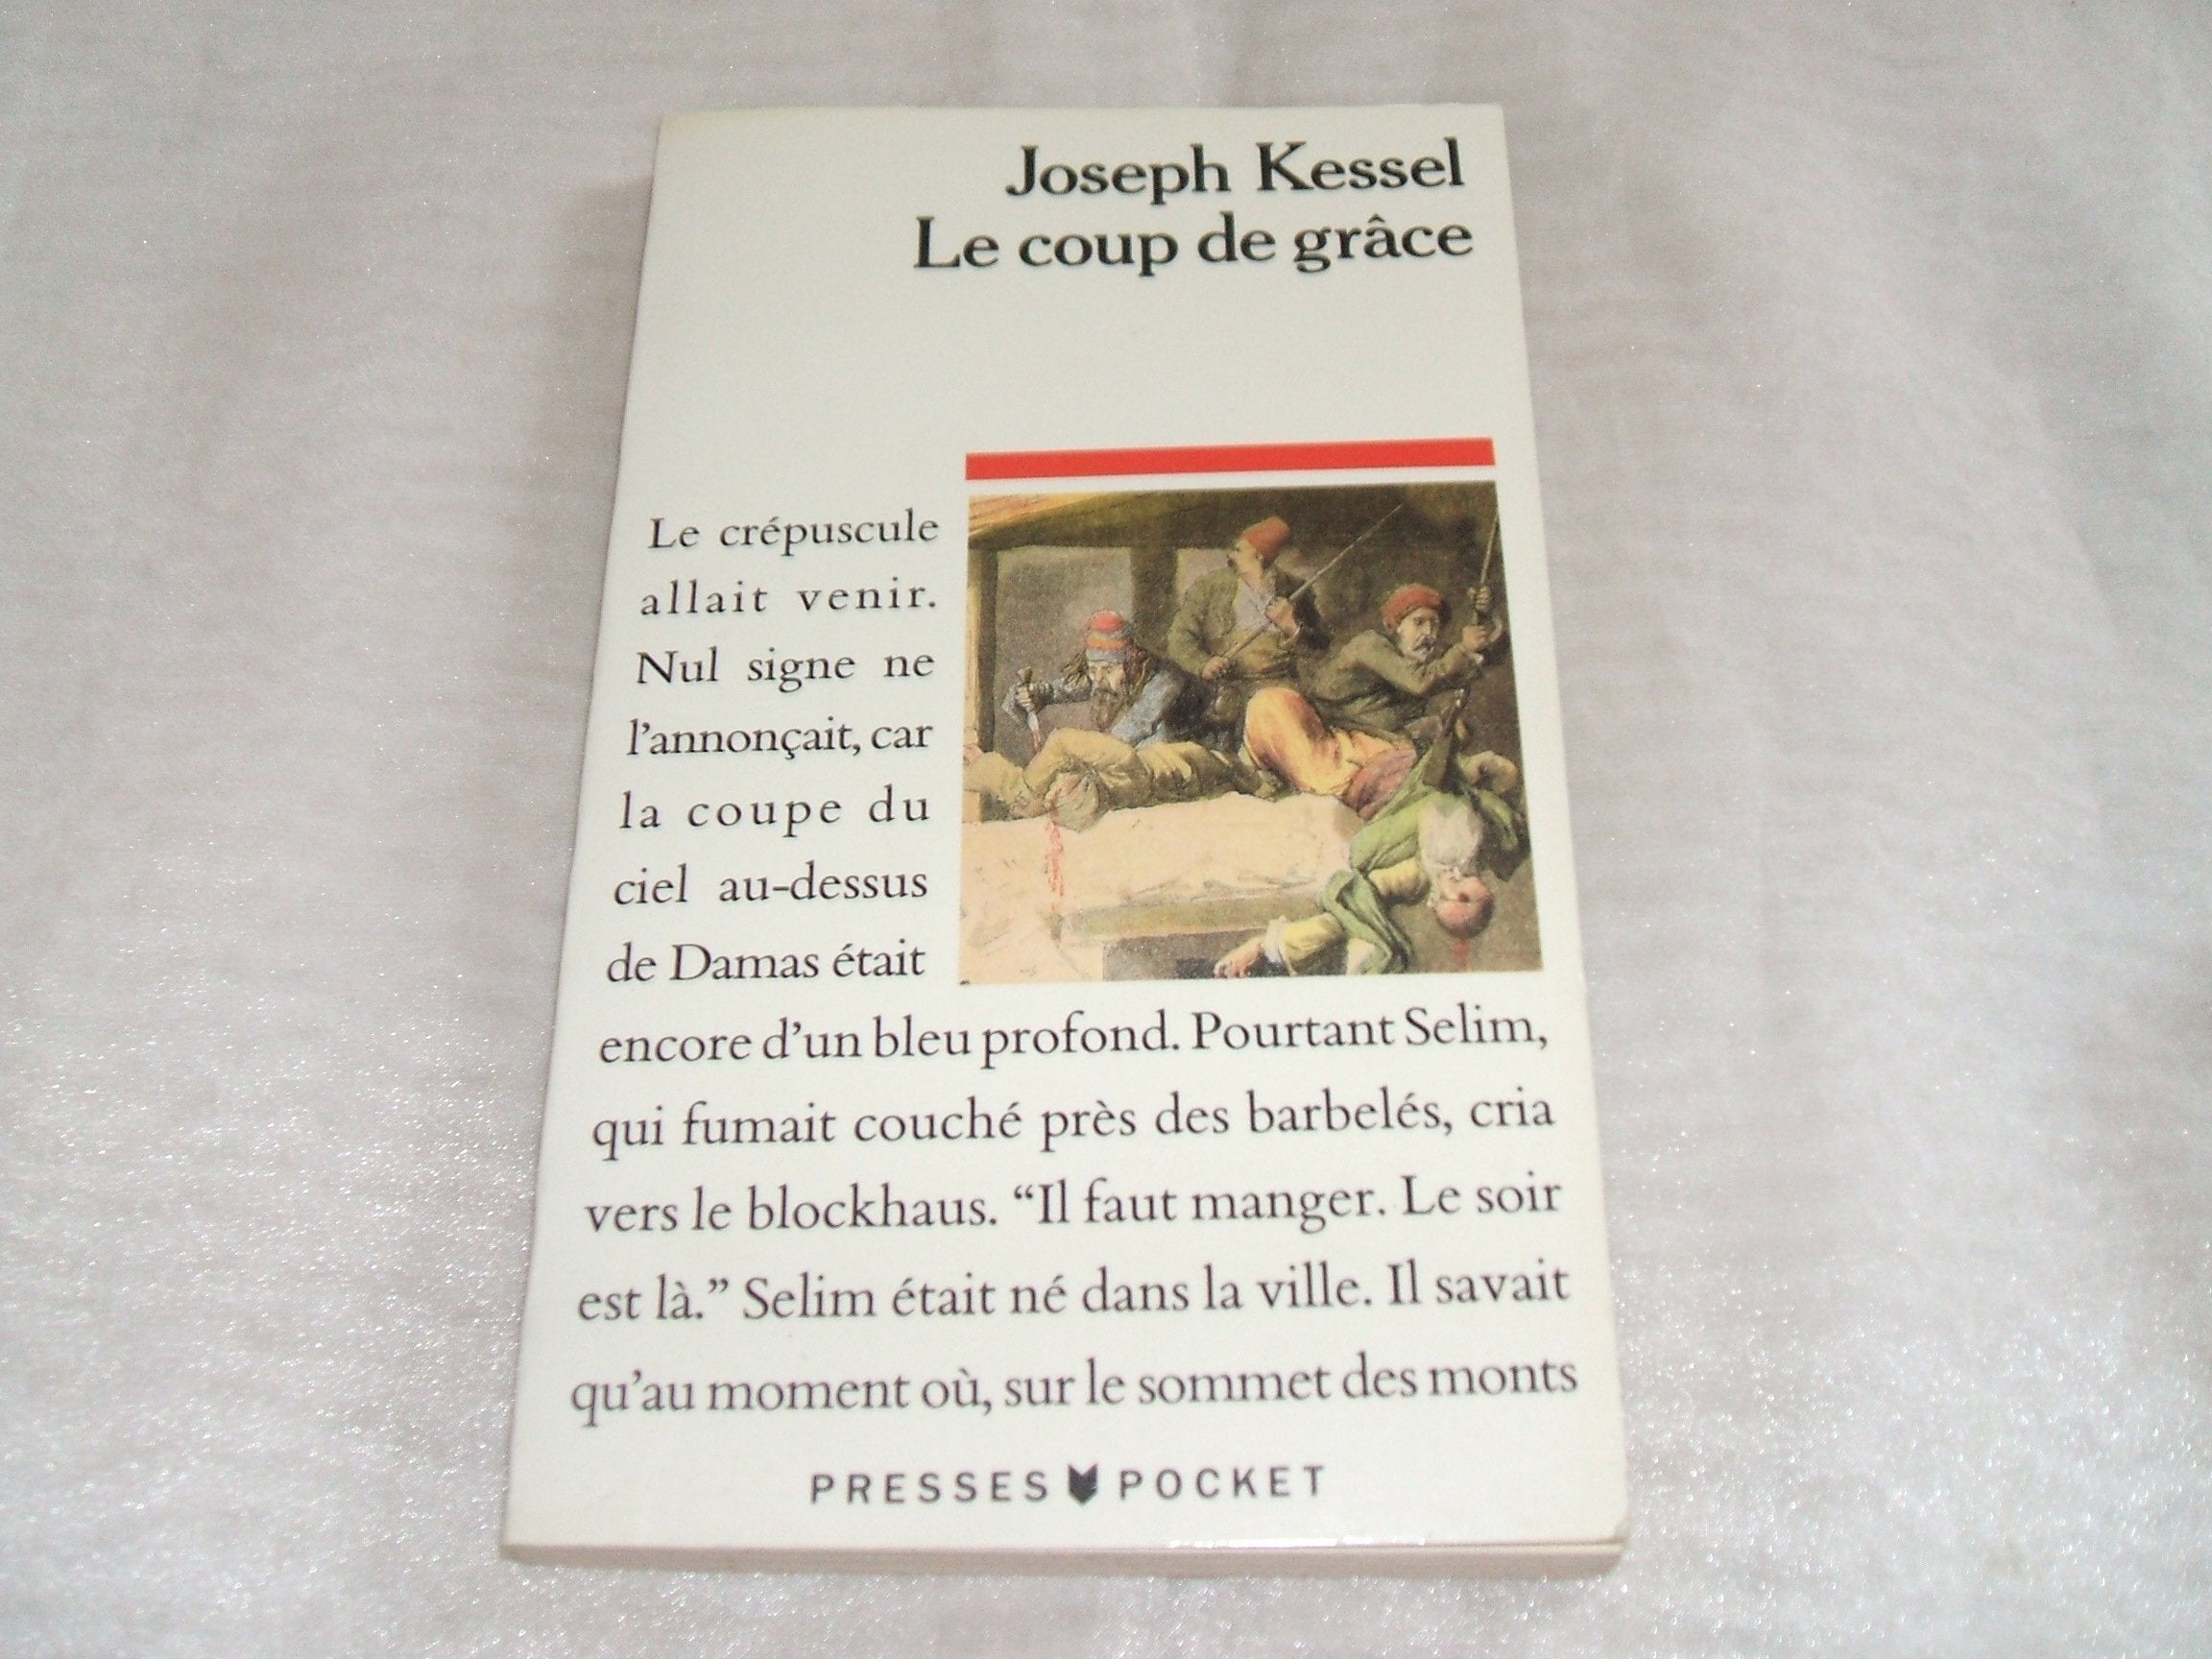 Joseph Kessel
Le coup de grâce
Le crépuscule
allait venir.
Nul signe ne
l'annonçait, car
la coupe du
ciel au-dessus
de Damas était
encore d'un bleu profond. Pourtant Selim,
qui fumait couché près des barbelés, cria
vers le blockhaus. “Il faut manger. Le soir
est là.” Selim était né dans la ville. Il savait
qu'au moment où, sur le sommet des monts
PRESSES POCKET